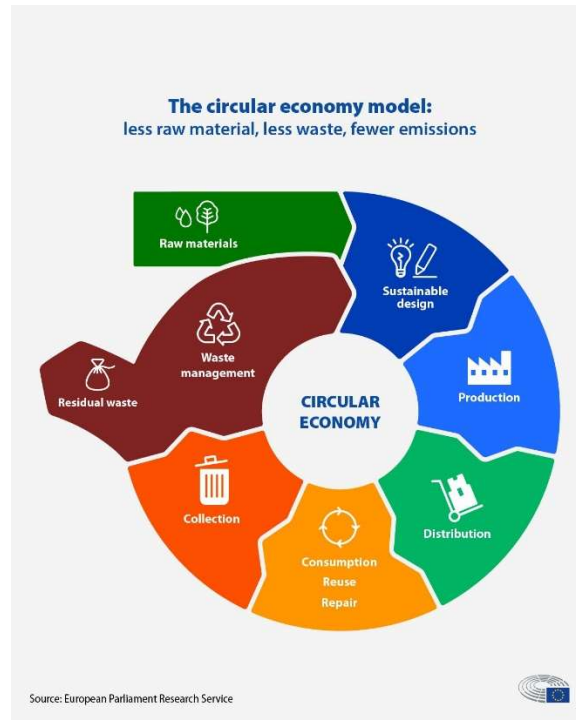 The circular economy model:
less raw material, less waste, fewer emissions
Raw materials
Sustainable
design
Production
Distribution
Consumption
Reuse
Repair
Collection
Waste
management
Residual waste
CIRCULAR
ECONOMY
Source: European Parliament Research Service